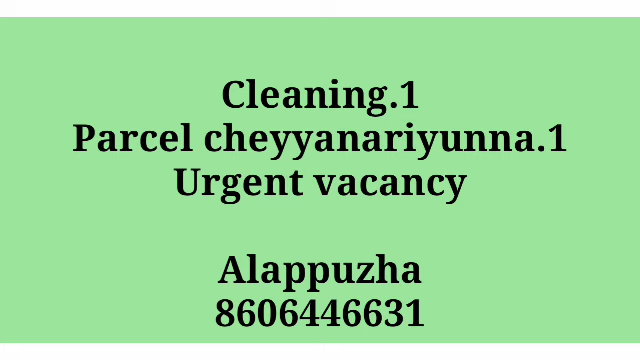 Cleaning.1
Parcel cheyyanariyunna.1
Urgent vacancy
Alappuzha
8606446631